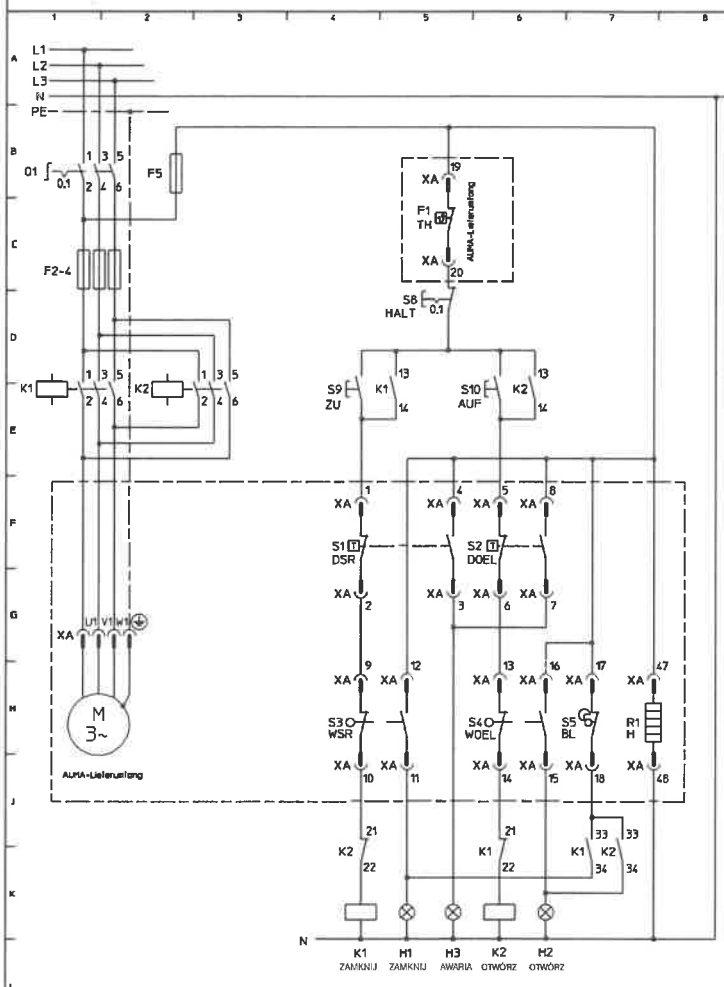 1 2 3 4 5 6 7 8
A L1
L2
L3
N
PE
B 1 3 5
Q1 0.1 2 4 6 F5
19
XA
F1
TH
AUMA-Lieferumfang
C
F2-4
XA
20
S8
HALT 0.1
D
1 3 5 1 3 5
K1 K2
2 4 6 2 4 6
13 13
S9 K1 S10 K2
ZU 14 AUF 14
E
1 4 5 8
XA XA XA XA
F
S1 T S2 T
DSR DOEL
XA XA XA XA
2 3 6 7
G
XA U1 V1 W1
9 12 13 16 17 47
XA XA XA XA XA XA
H
M
3~
S3 S4 S5 R1
WSR WOEL BL H
AUMA-Lieferumfang
XA XA XA XA XA XA
10 11 14 15 18 48
J
21 21 33 33
K2 K1 K1 K2
22 22 34 34
K
N
K1 H1 H3 K2 H2
ZAMKNIJ ZAMKNIJ AWARIA OTWÓRZ OTWÓRZ